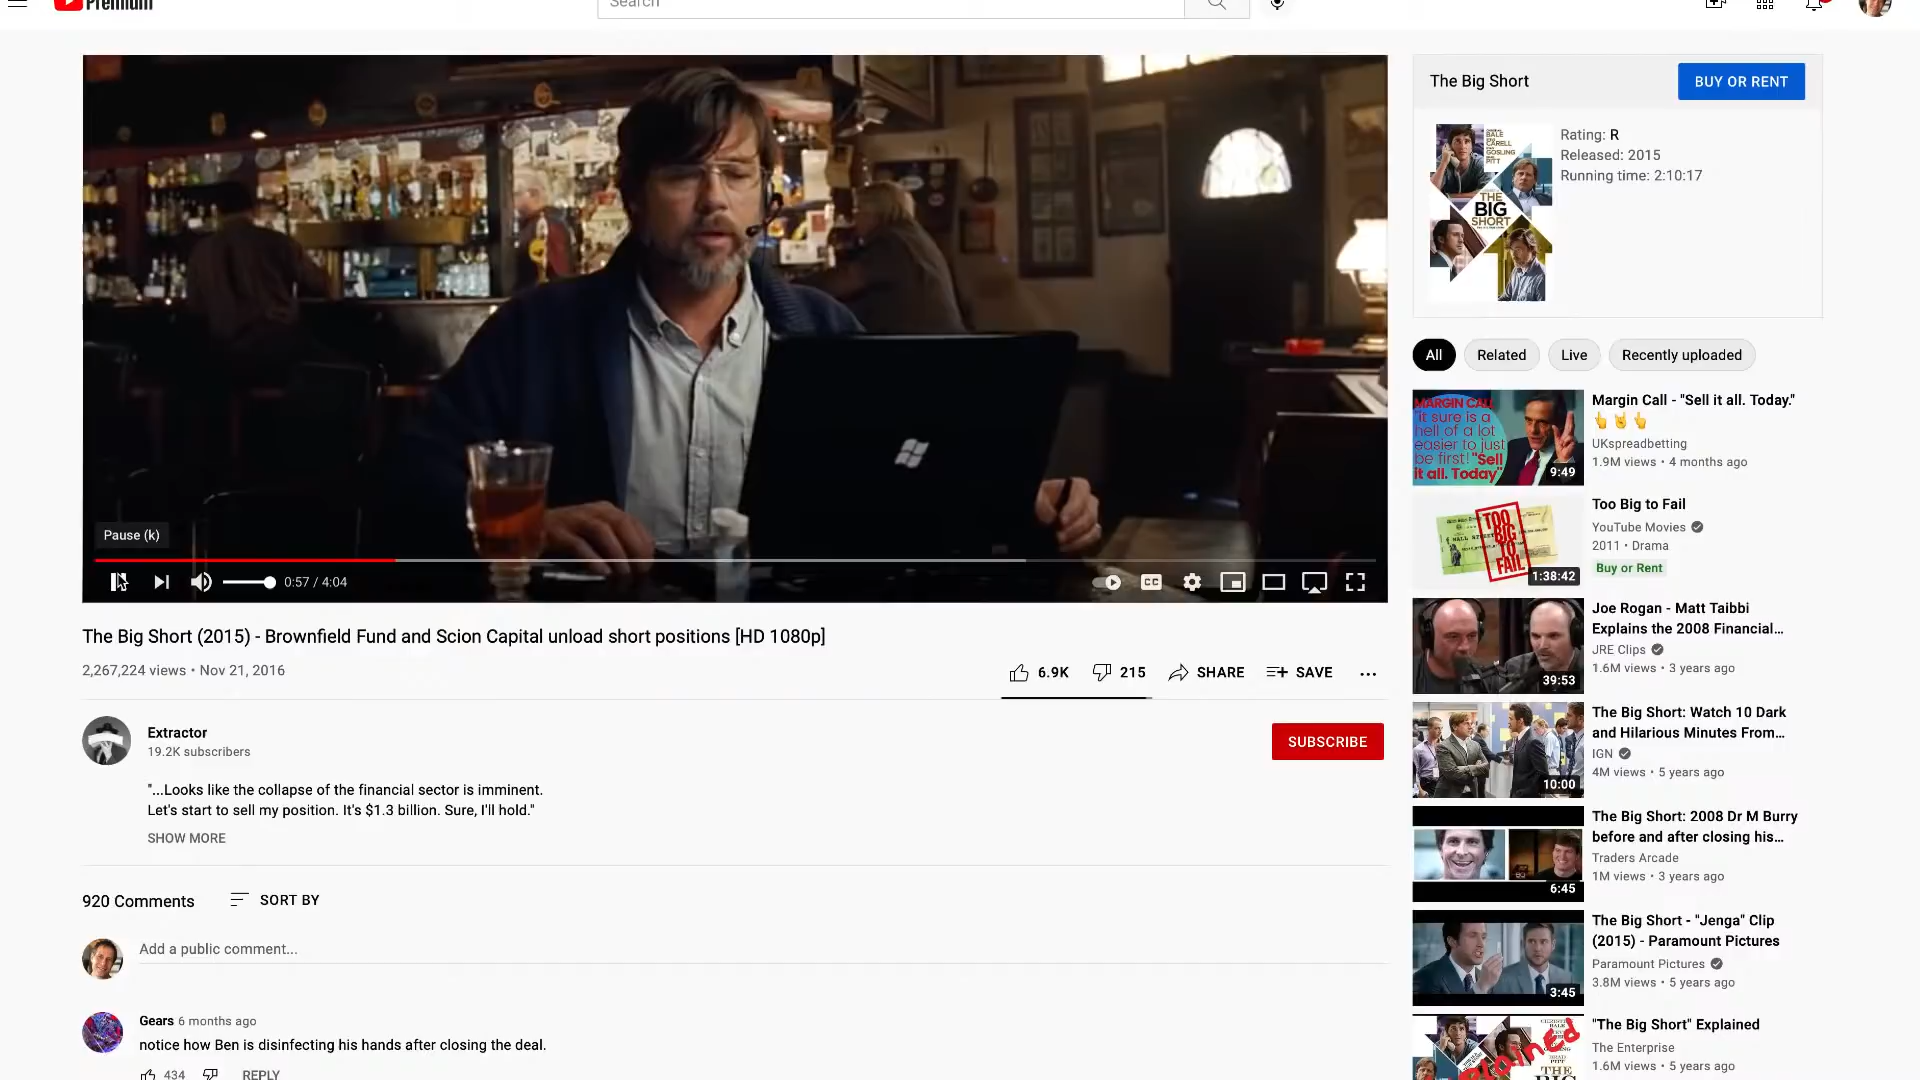 Premium
Search
The Big Short
BUY OR RENT
Rating: R
Released: 2015
Running time: 2:10:17
THE
BIG
SHORT
All
Related
Live
Recently uploaded
Pause (k)
0:57 / 4:04
CC
The Big Short (2015) - Brownfield Fund and Scion Capital unload short positions [HD 1080p]
2,267,224 views • Nov 21, 2016
6.9K
215
SHARE
SAVE
Extractor
19.2K subscribers
SUBSCRIBE
"...Looks like the collapse of the financial sector is imminent.
Let's start to sell my position. It's $1.3 billion. Sure, I'll hold."
SHOW MORE
920 Comments
SORT BY
Add a public comment...
Gears 6 months ago
notice how Ben is disinfecting his hands after closing the deal.
434
REPLY
MARGIN CALL
"it sure is a
hell of a lot
easier to just
be first! "Sell
it all. Today"
9:49
Margin Call - "Sell it all. Today."
UKspreadbetting
1.9M views • 4 months ago
TOO
BIG
TO
FAIL
1:38:42
Too Big to Fail
YouTube Movies
2011 • Drama
Buy or Rent
39:53
Joe Rogan - Matt Taibbi
Explains the 2008 Financial...
JRE Clips
1.6M views • 3 years ago
10:00
The Big Short: Watch 10 Dark
and Hilarious Minutes From...
IGN
4M views • 5 years ago
6:45
The Big Short: 2008 Dr M Burry
before and after closing his...
Traders Arcade
1M views • 3 years ago
3:45
The Big Short - "Jenga" Clip
(2015) - Paramount Pictures
Paramount Pictures
3.8M views • 5 years ago
"The Big Short" Explained
The Enterprise
1.6M views • 5 years ago